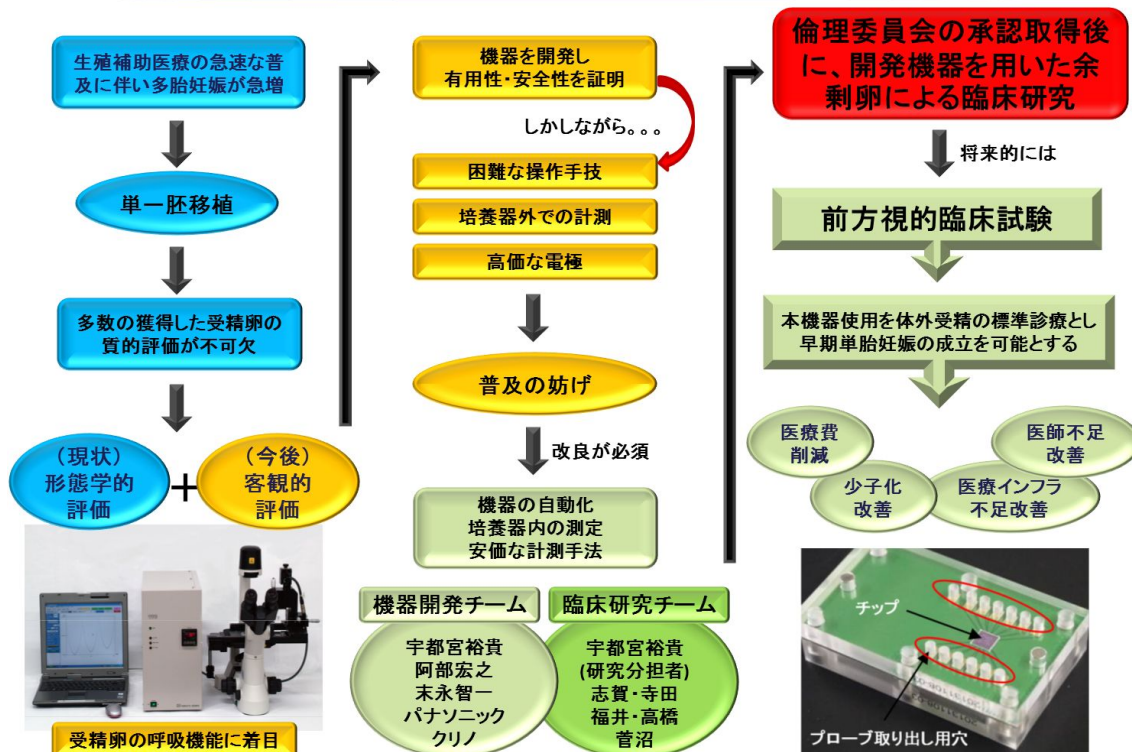 生殖補助医療の急速な普
及に伴い多胎妊娠が急増
単一胚移植
多数の獲得した受精卵の
質的評価が不可欠
（現状）
形態学的
評価
+
（今後）
客観的
評価
受精卵の呼吸機能に着目
機器を開発し
有用性・安全性を証明
しかしながら。。。
困難な操作手技
培養器外での計測
高価な電極
普及の妨げ
改良が必須
機器の自動化
培養器内の測定
安価な計測手法
機器開発チーム
宇都宮裕貴
阿部宏之
末永智一
パナソニック
クリノ
臨床研究チーム
宇都宮裕貴
(研究分担者)
志賀・寺田
福井・高橋
菅沼
倫理委員会の承認取得後
に、開発機器を用いた余
剰卵による臨床研究
将来的には
前方視的臨床試験
本機器使用を体外受精の標準診療とし
早期単胎妊娠の成立を可能とする
医療費
削減
少子化
改善
医療インフラ
不足改善
医師不足
改善
チップ
プローブ取り出し用穴